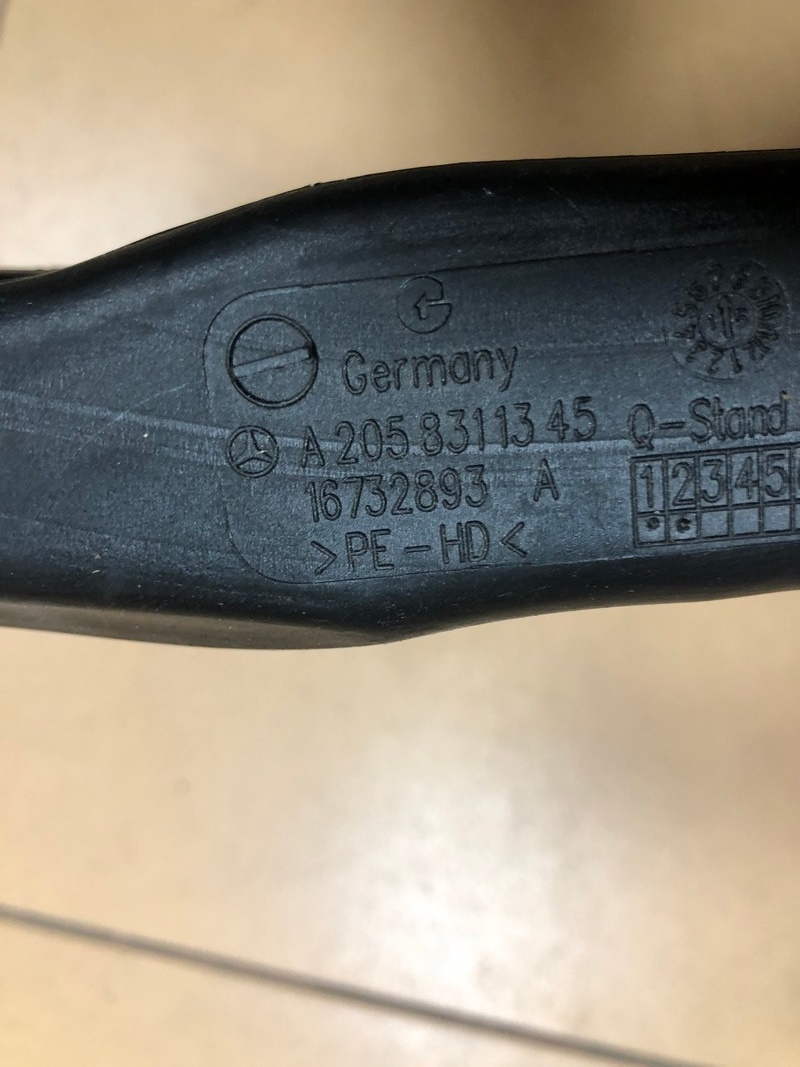 Germany
A 205 831 13 45 Q-Stand
16732893 A
1 2 3 4 5
>PE-HD<